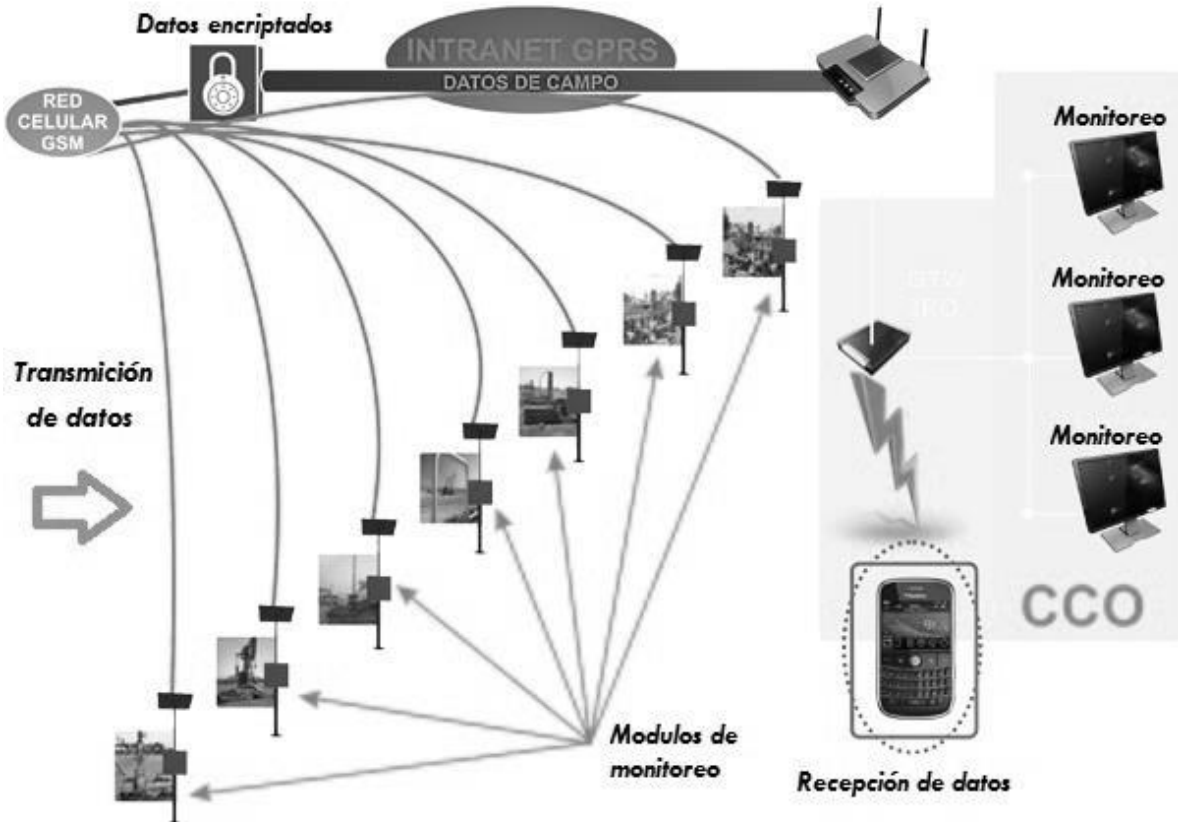 Datos encriptados
INTRANET GPRS
DATOS DE CAMPO
RED
CELULAR
GSM
Monitoreo
Monitoreo
Transmición
de datos
Monitoreo
CCO
Modulos de
monitoreo
Recepción de datos